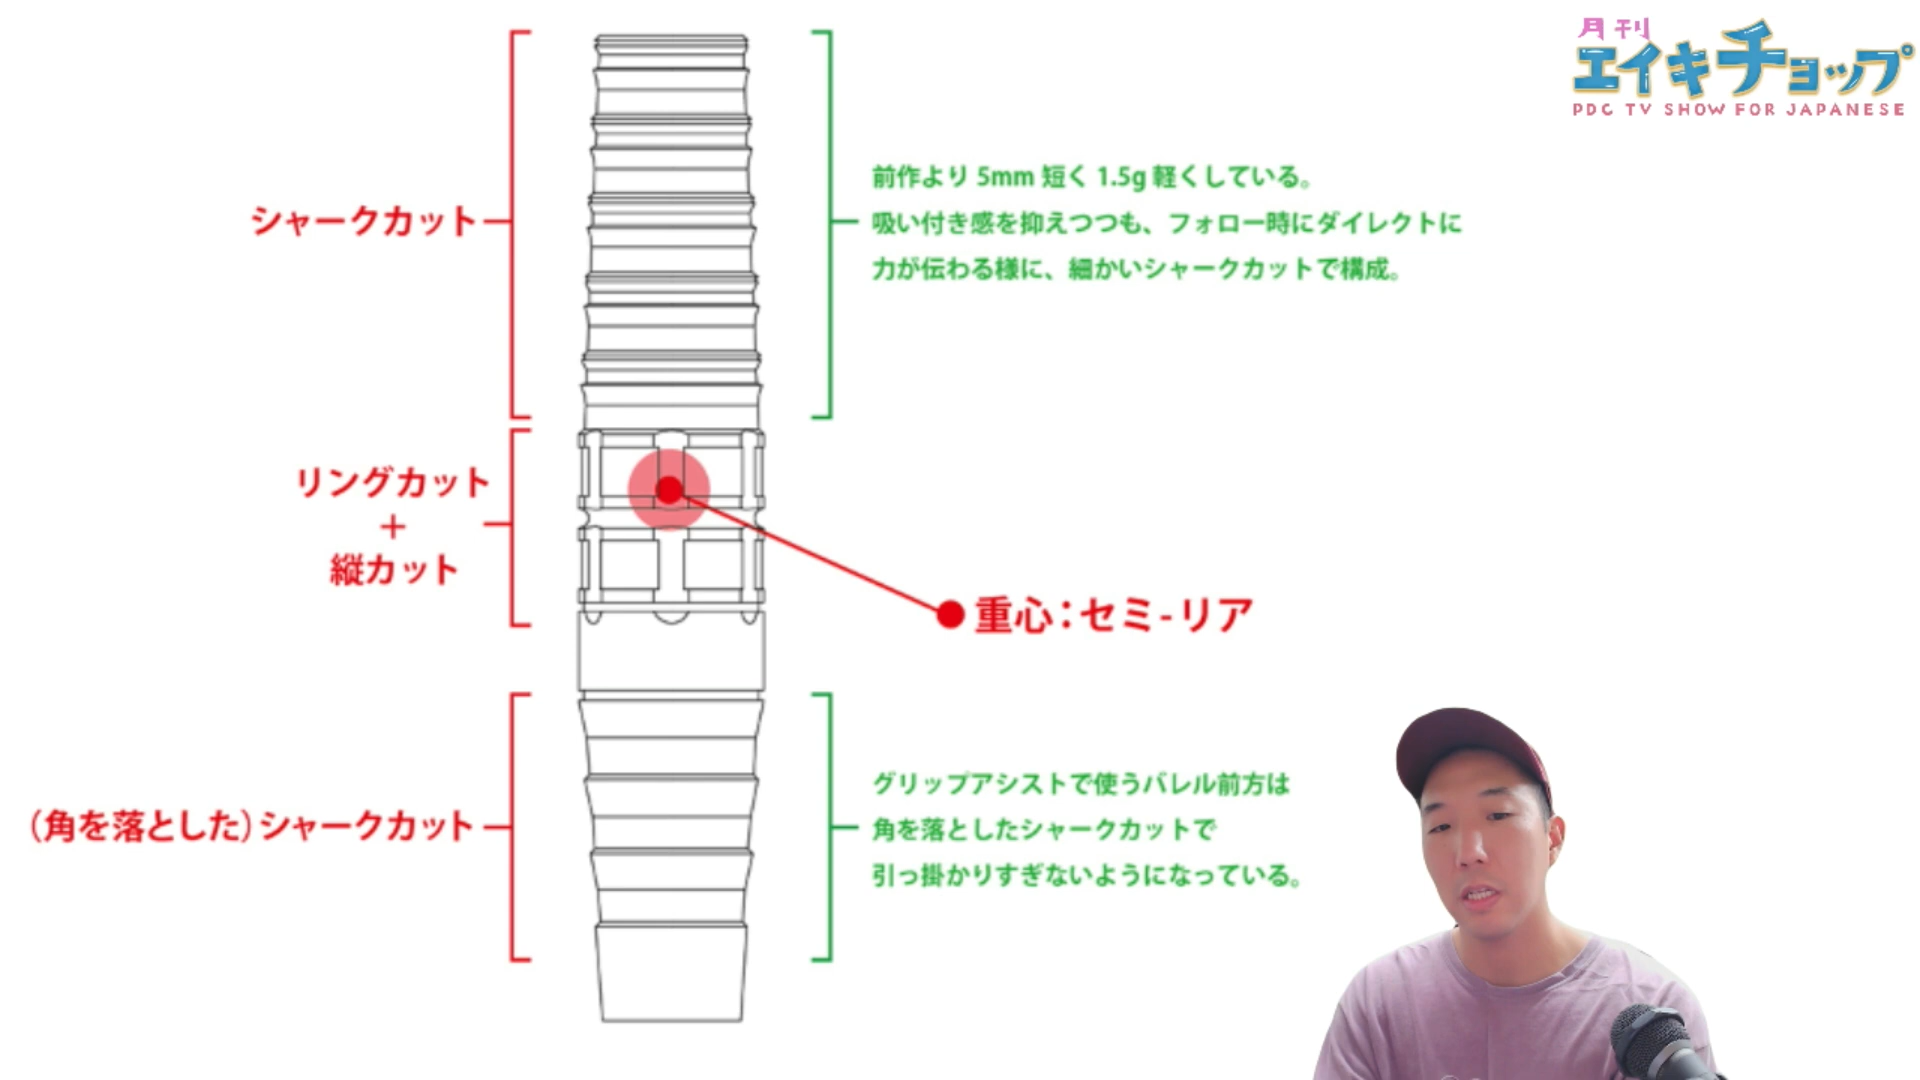 月刊
エイキチョップ
PDC TV SHOW FOR JAPANESE
シャークカット
前作より 5mm 短く 1.5g 軽くしている。
吸い付き感を抑えつつも、フォロー時にダイレクトに
力が伝わる様に、細かいシャークカットで構成。
リングカット
+
縦カット
重心：セミ-リア
（角を落とした）シャークカット
グリップアシストで使うバレル前方は
角を落としたシャークカットで
引っ掛かりすぎないようになっている。